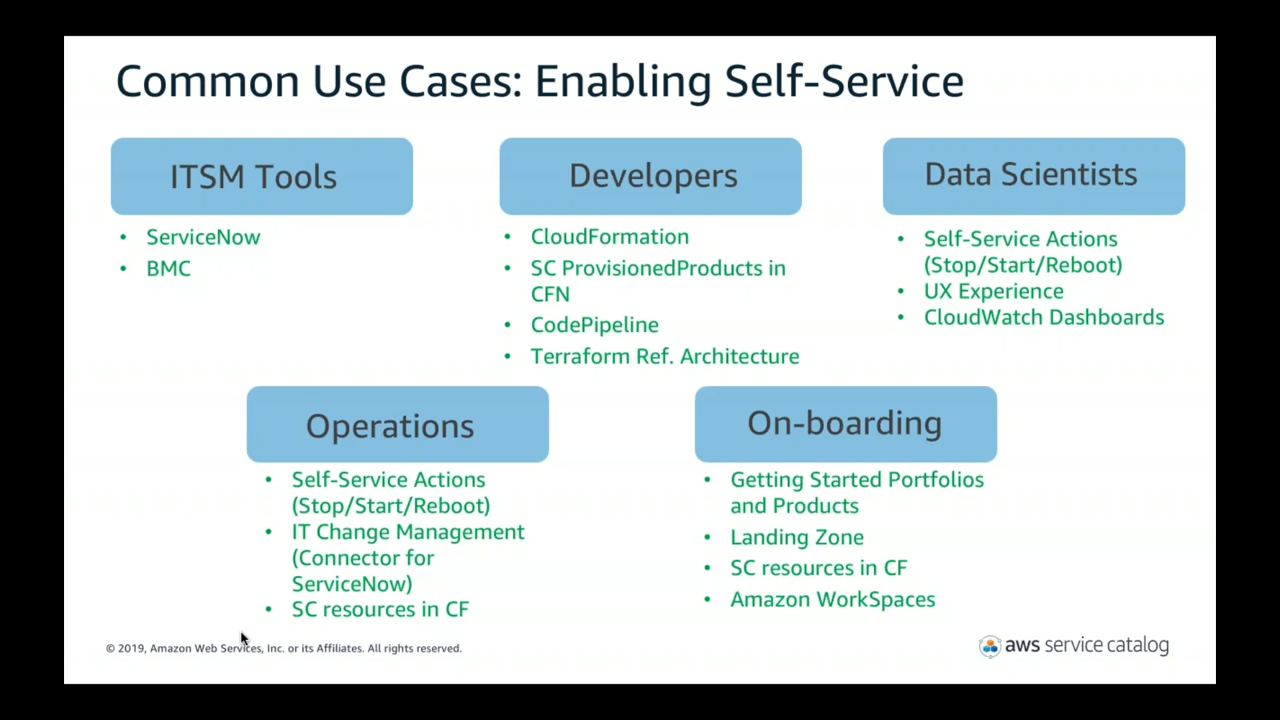 Common Use Cases: Enabling Self-Service
ITSM Tools
• ServiceNow
• BMC
Developers
• CloudFormation
• SC ProvisionedProducts in
CFN
• CodePipeline
• Terraform Ref. Architecture
Data Scientists
• Self-Service Actions
(Stop/Start/Reboot)
• UX Experience
• CloudWatch Dashboards
Operations
• Self-Service Actions
(Stop/Start/Reboot)
• IT Change Management
(Connector for
ServiceNow)
• SC resources in CF
On-boarding
• Getting Started Portfolios
and Products
• Landing Zone
• SC resources in CF
• Amazon WorkSpaces
© 2019, Amazon Web Services, Inc. or its Affiliates. All rights reserved.
aws service catalog